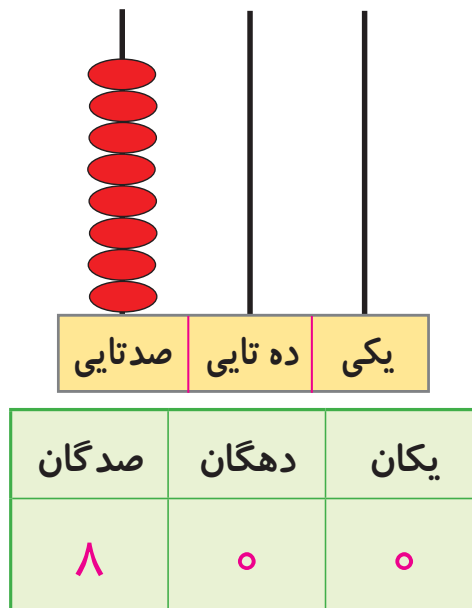 یکی ده تایی صدتایی
یکان دهگان صدگان
۰ ۰ ۸